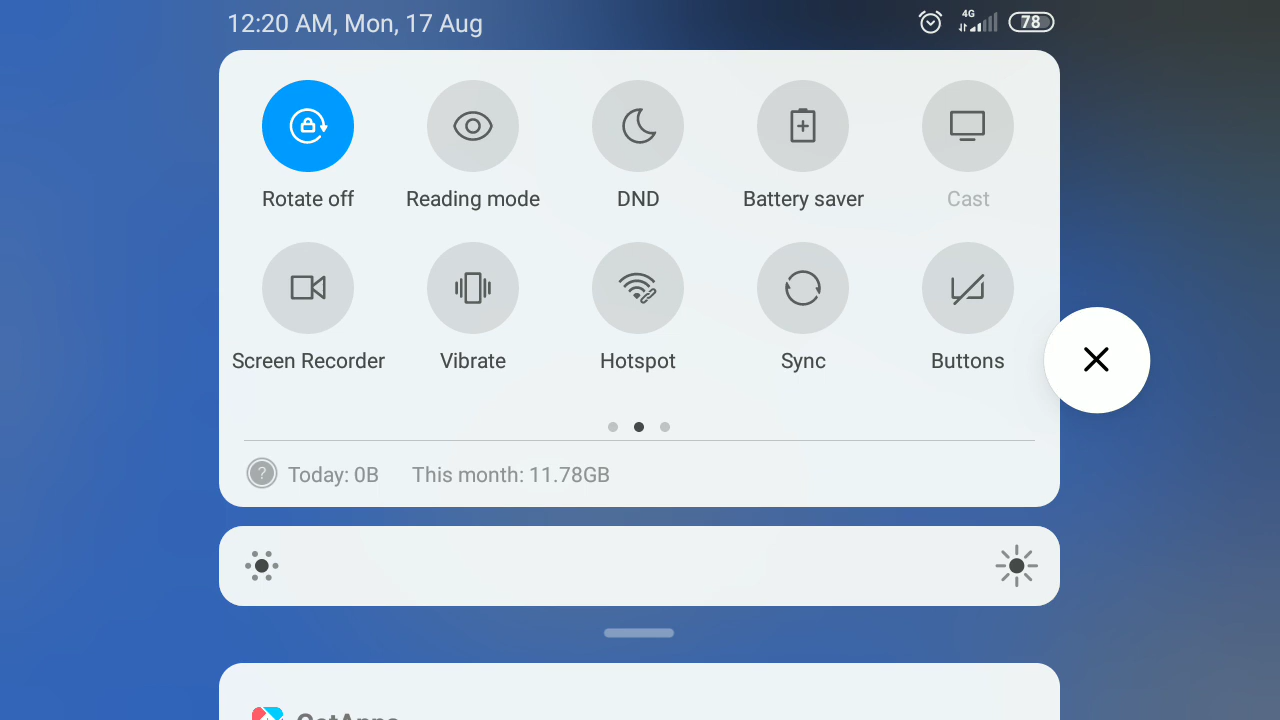 12:20 AM, Mon, 17 Aug 4G 78
Rotate off Reading mode DND Battery saver Cast
Screen Recorder Vibrate Hotspot Sync Buttons
? Today: 0B This month: 11.78GB
GetApps